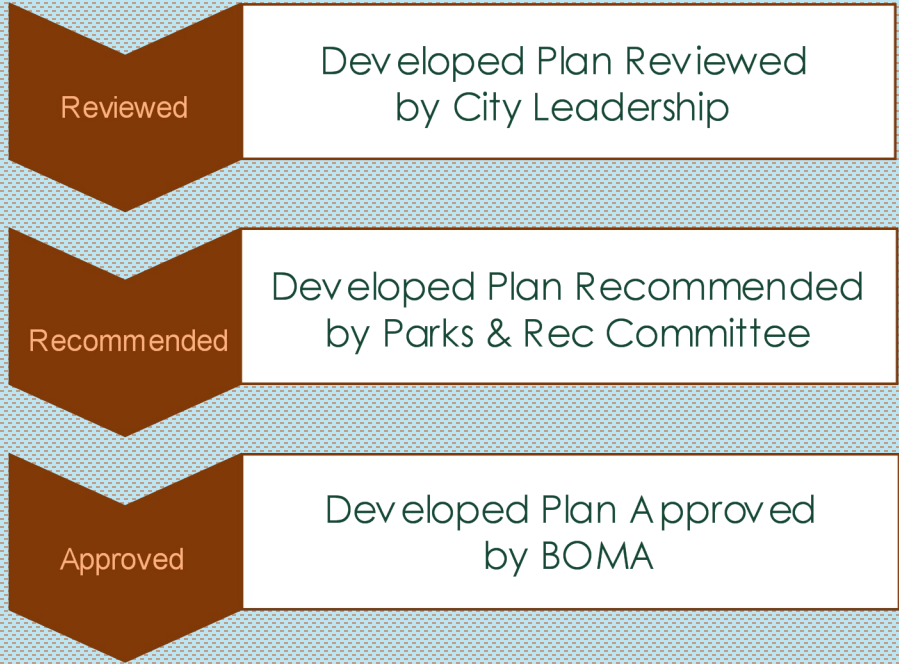 Reviewed
Developed Plan Reviewed
by City Leadership
Recommended
Developed Plan Recommended
by Parks & Rec Committee
Approved
Developed Plan Approved
by BOMA